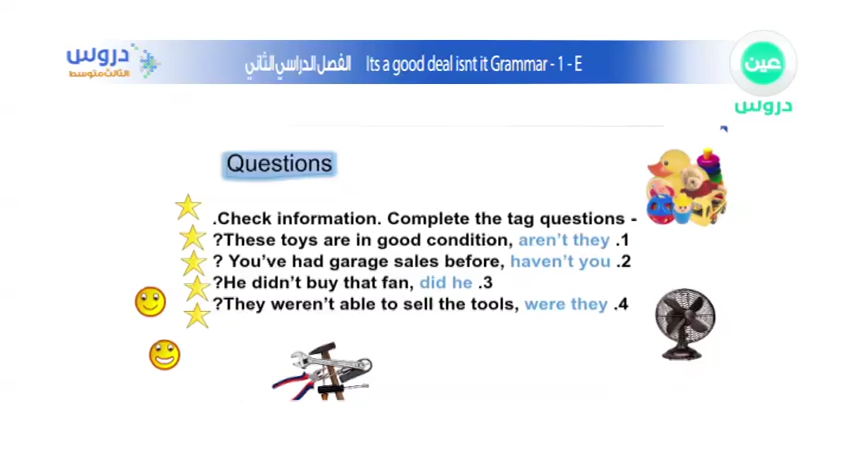 دروس
الثالث متوسط
Its a good deal isnt it Grammar - 1 - E الفصل الدراسي الثاني
عين
دروس
Questions
.Check information. Complete the tag questions -
?These toys are in good condition, aren't they .1
? You've had garage sales before, haven't you .2
?He didn't buy that fan, did he .3
?They weren't able to sell the tools, were they .4